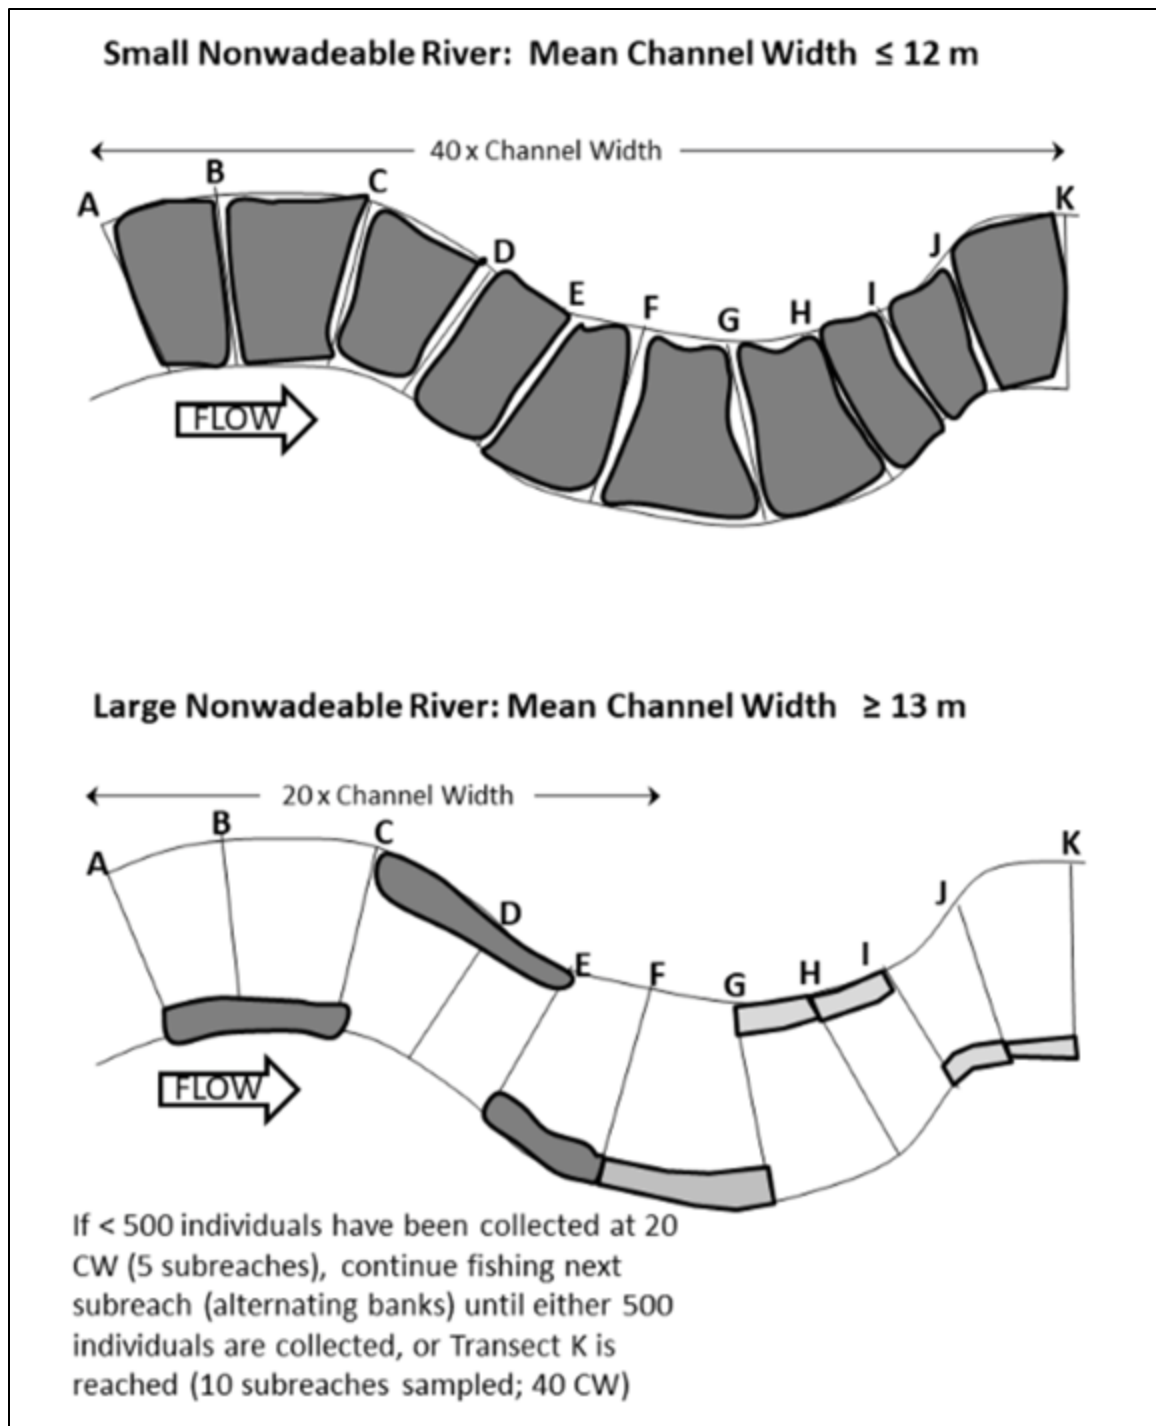 Small Nonwadeable River: Mean Channel Width ≤ 12 m
40 x Channel Width
A
B
C
D
E
F
G
H
I
J
K
FLOW
Large Nonwadeable River: Mean Channel Width ≥ 13 m
20 x Channel Width
A
B
C
D
E
F
G
H
I
J
K
FLOW
If < 500 individuals have been collected at 20
CW (5 subreaches), continue fishing next
subreach (alternating banks) until either 500
individuals are collected, or Transect K is
reached (10 subreaches sampled; 40 CW)